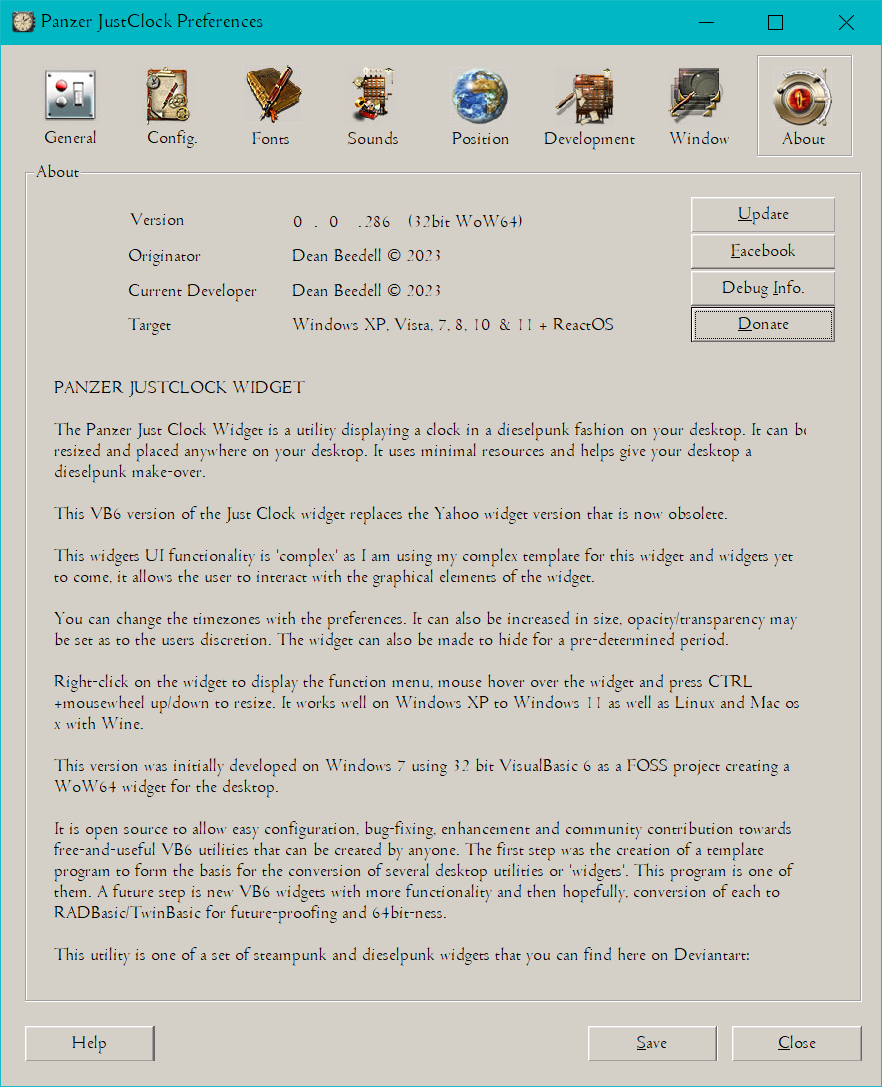 Panzer JustClock Preferences
General Config. Fonts Sounds Position Development Window About
About
Version 0 . 0 .286 (32bit WoW64)
Update
Originator Dean Beedell © 2023
Facebook
Current Developer Dean Beedell © 2023
Debug Info.
Target Windows XP, Vista, 7, 8, 10 & 11 + ReactOS
Donate
PANZER JUSTCLOCK WIDGET
The Panzer Just Clock Widget is a utility displaying a clock in a dieselpunk fashion on your desktop. It can be
resized and placed anywhere on your desktop. It uses minimal resources and helps give your desktop a
dieselpunk make-over.
This VB6 version of the Just Clock widget replaces the Yahoo widget version that is now obsolete.
This widgets UI functionality is 'complex' as I am using my complex template for this widget and widgets yet
to come, it allows the user to interact with the graphical elements of the widget.
You can change the timezones with the preferences. It can also be increased in size, opacity/transparency may
be set as to the users discretion. The widget can also be made to hide for a pre-determined period.
Right-click on the widget to display the function menu, mouse hover over the widget and press CTRL
+mousewheel up/down to resize. It works well on Windows XP to Windows 11 as well as Linux and Mac os
x with Wine.
This version was initially developed on Windows 7 using 32 bit VisualBasic 6 as a FOSS project creating a
WoW64 widget for the desktop.
It is open source to allow easy configuration, bug-fixing, enhancement and community contribution towards
free-and-useful VB6 utilities that can be created by anyone. The first step was the creation of a template
program to form the basis for the conversion of several desktop utilities or 'widgets'. This program is one of
them. A future step is new VB6 widgets with more functionality and then hopefully, conversion of each to
RADBasic/TwinBasic for future-proofing and 64bit-ness.
This utility is one of a set of steampunk and dieselpunk widgets that you can find here on Deviantart:
Help Save Close